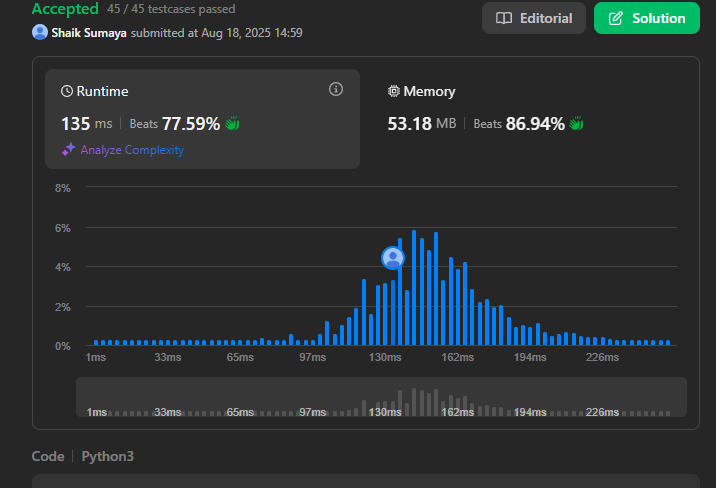 Accepted 45 / 45 testcases passed
Editorial
Solution
Shaik Sumaya submitted at Aug 18, 2025 14:59
Runtime
135 ms | Beats 77.59%
Analyze Complexity
Memory
53.18 MB | Beats 86.94%
8%
6%
4%
2%
0%
1ms 33ms 65ms 97ms 130ms 162ms 194ms 226ms
1ms 33ms 65ms 97ms 130ms 162ms 194ms 226ms
Code | Python3